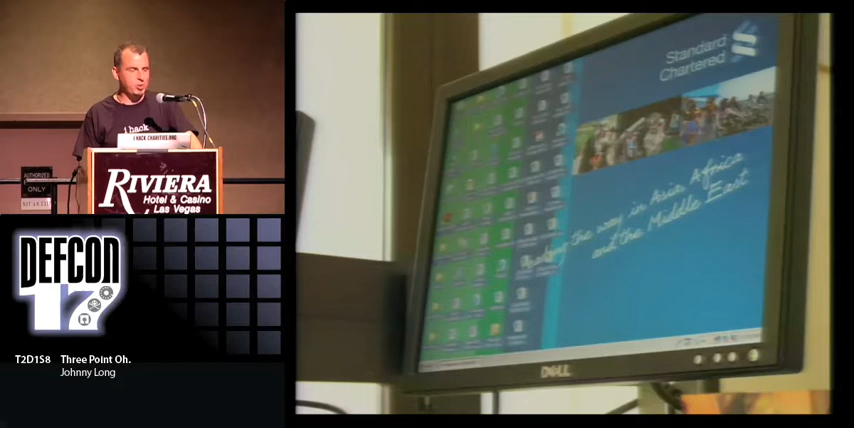 i hack
I HACK CHARITIES.ORG
AUTHORIZED
ONLY
RIVIERA
Hotel & Casino
Las Vegas
DEFCON
17
T2D1S8 Three Point Oh.
Johnny Long
Standard
Chartered
Leading the way in Asia, Africa
and the Middle East
DELL